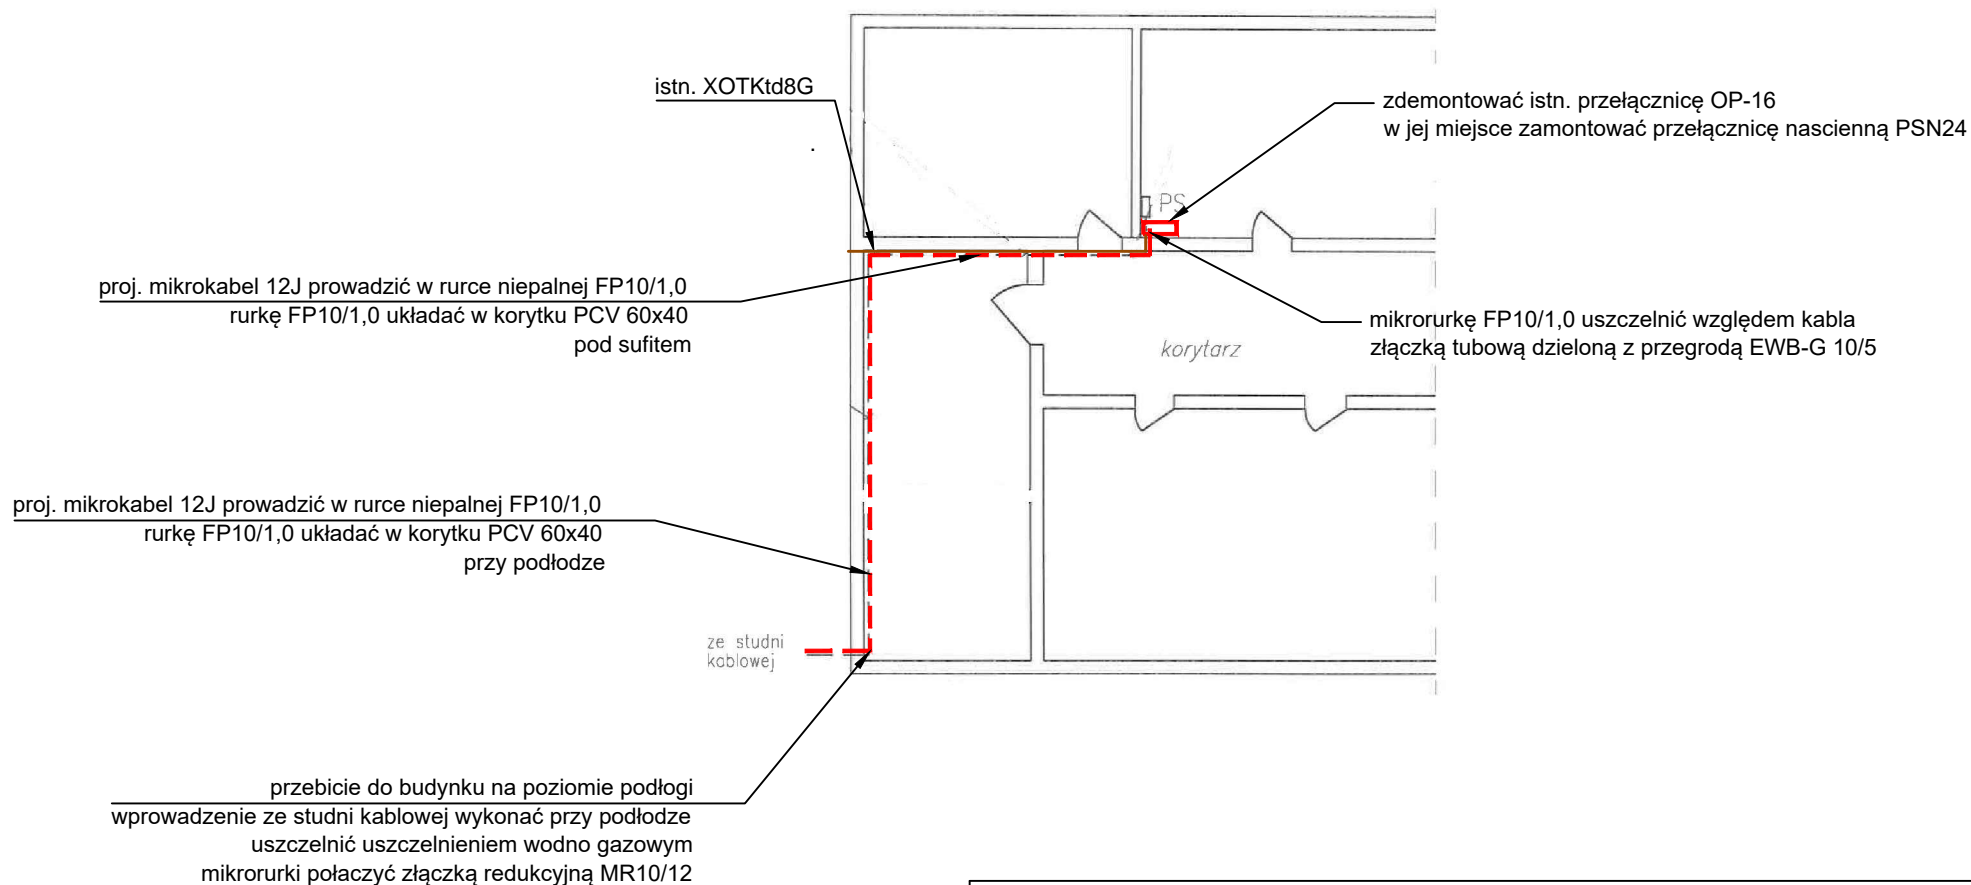 istn. XOTKtd8G
zdemontować istn. przełącznicę OP-16
w jej miejsce zamontować przełącznicę nascienną PSN24
PS
proj. mikrokabel 12J prowadzić w rurce niepalnej FP10/1,0
rurkę FP10/1,0 układać w korytku PCV 60x40
pod sufitem
mikrorurkę FP10/1,0 uszczelnić względem kabla
złączką tubową dzieloną z przegrodą EWB-G 10/5
korytarz
proj. mikrokabel 12J prowadzić w rurce niepalnej FP10/1,0
rurkę FP10/1,0 układać w korytku PCV 60x40
przy podłodze
ze studni
kablowej
przebicie do budynku na poziomie podłogi
wprowadzenie ze studni kablowej wykonać przy podłodze
uszczelnić uszczelnieniem wodno gazowym
mikrorurki połaczyć złączką redukcyjną MR10/12